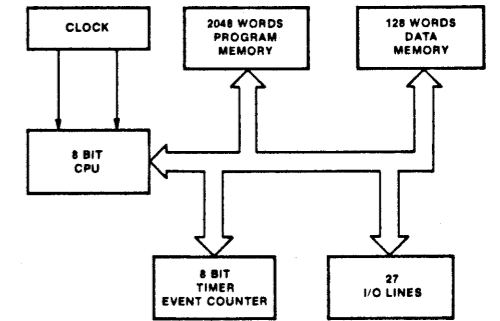 CLOCK
2048 WORDS
PROGRAM
MEMORY
128 WORDS
DATA
MEMORY
8 BIT
CPU
8 BIT
TIMER
EVENT COUNTER
27
I/O LINES